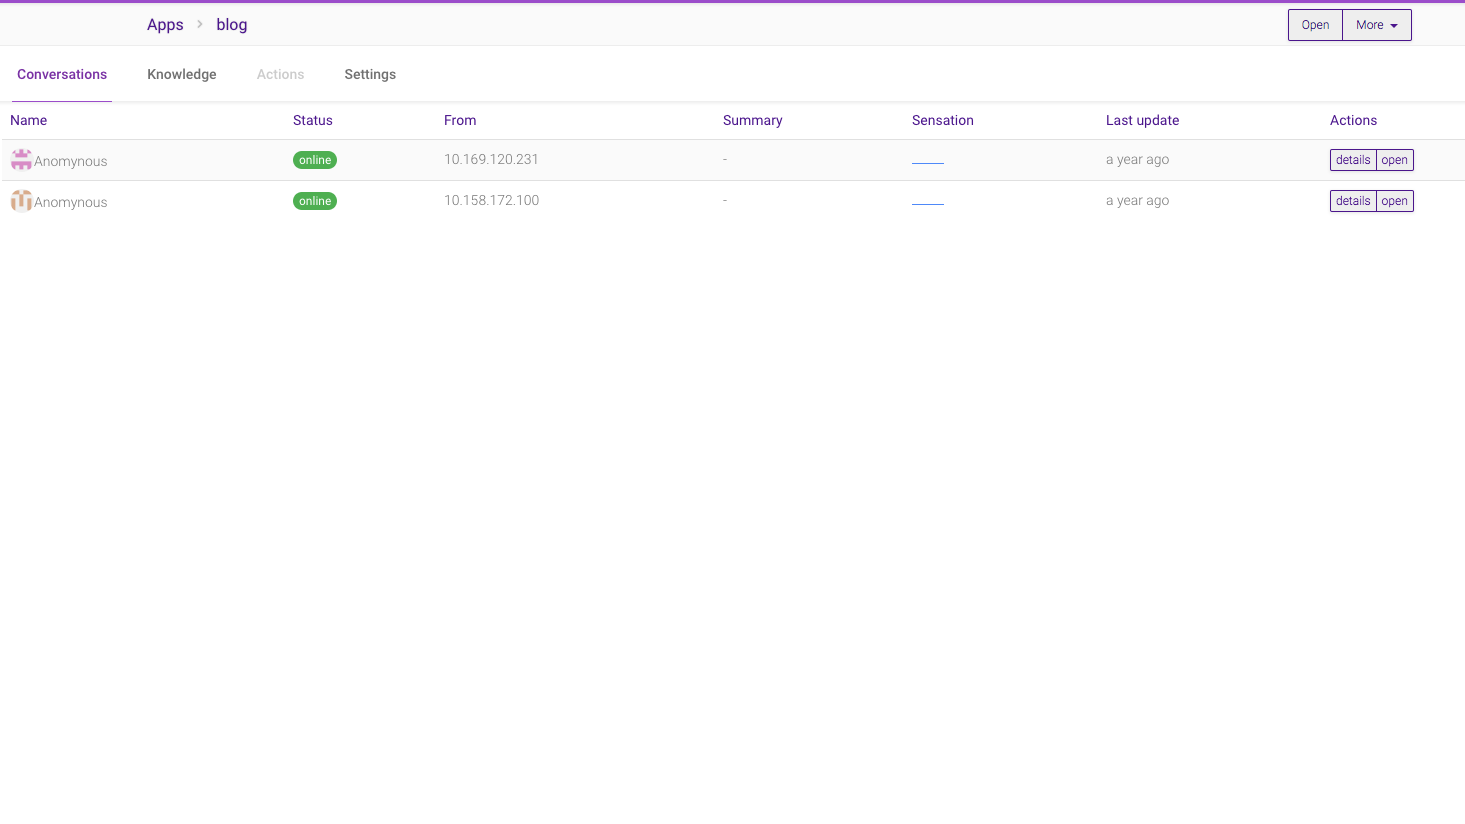 Apps > blog Open More
Conversations Knowledge Actions Settings
Name Status From Summary Sensation Last update Actions
Anomynous online 10.169.120.231 - a year ago details open
Anomynous online 10.158.172.100 - a year ago details open